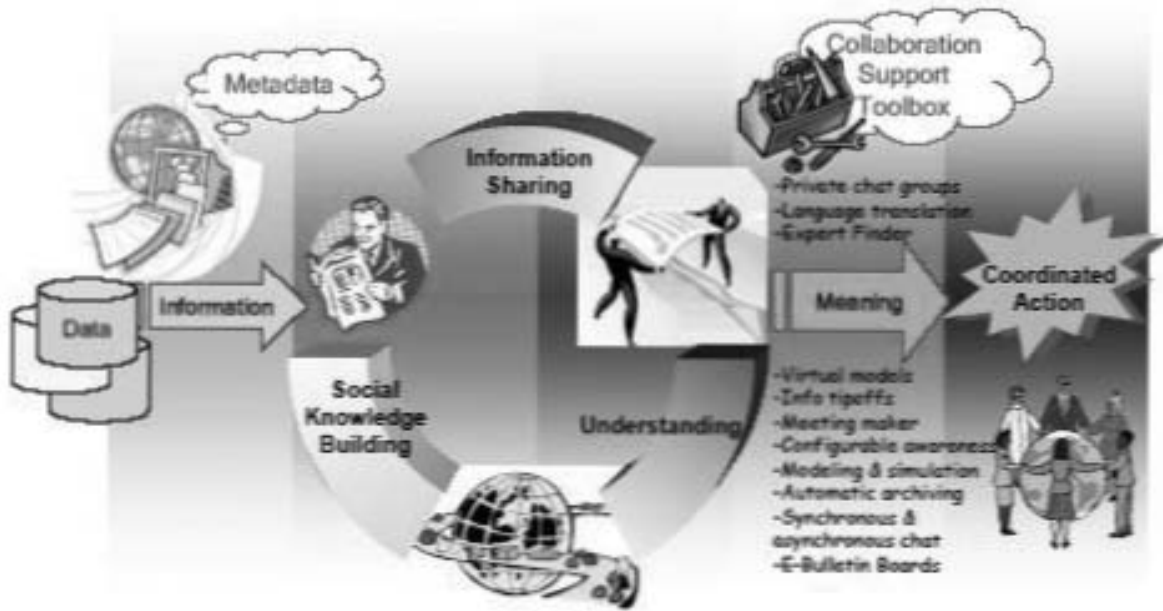 Metadata
Collaboration
Support
Toolbox
Information
Sharing
-Private chat groups
-Language translation
-Expert Finder
Data
Information
Meaning
Coordinated
Action
Social
Knowledge
Building
Understanding
-Virtual models
-Info tipoffs
-Meeting maker
-Configurable awareness
-Modeling & simulation
-Automatic archiving
-Synchronous &
asynchronous chat
-E-Bulletin Boards